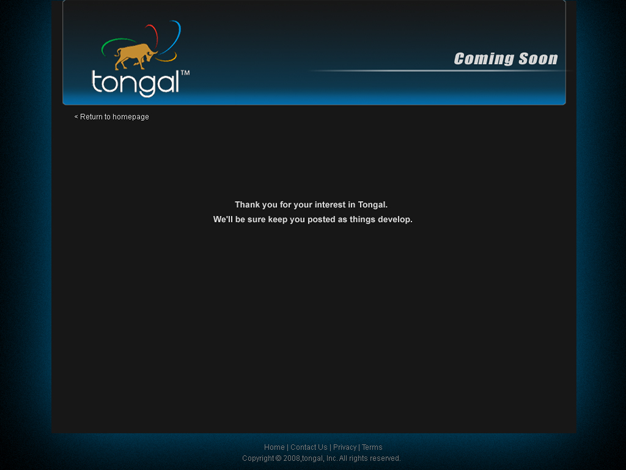 tongal™
Coming Soon
< Return to homepage
Thank you for your interest in Tongal.
We'll be sure keep you posted as things develop.
Home | Contact Us | Privacy | Terms
Copyright © 2008,tongal, Inc. All rights reserved.